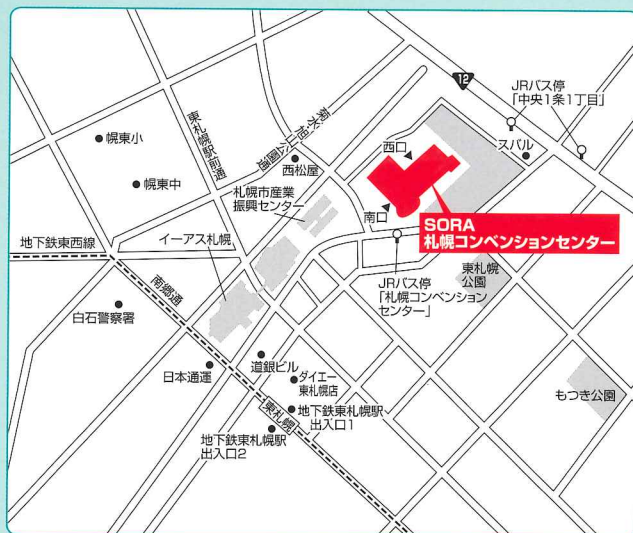 12
JRバス停
「中央1条1丁目」
スバル
幌東小
幌東中
東札幌駅前通
菊水・旭山公園通
西松屋
西口
札幌市産業
振興センター
南口
SORA
札幌コンベンションセンター
地下鉄東西線
イーアス札幌
南郷通
JRバス停
「札幌コンベンション
センター」
東札幌
公園
白石警察署
日本通運
道銀ビル
ダイエー
東札幌店
もつき公園
地下鉄東札幌駅
出入口1
東札幌
地下鉄東札幌駅
出入口2